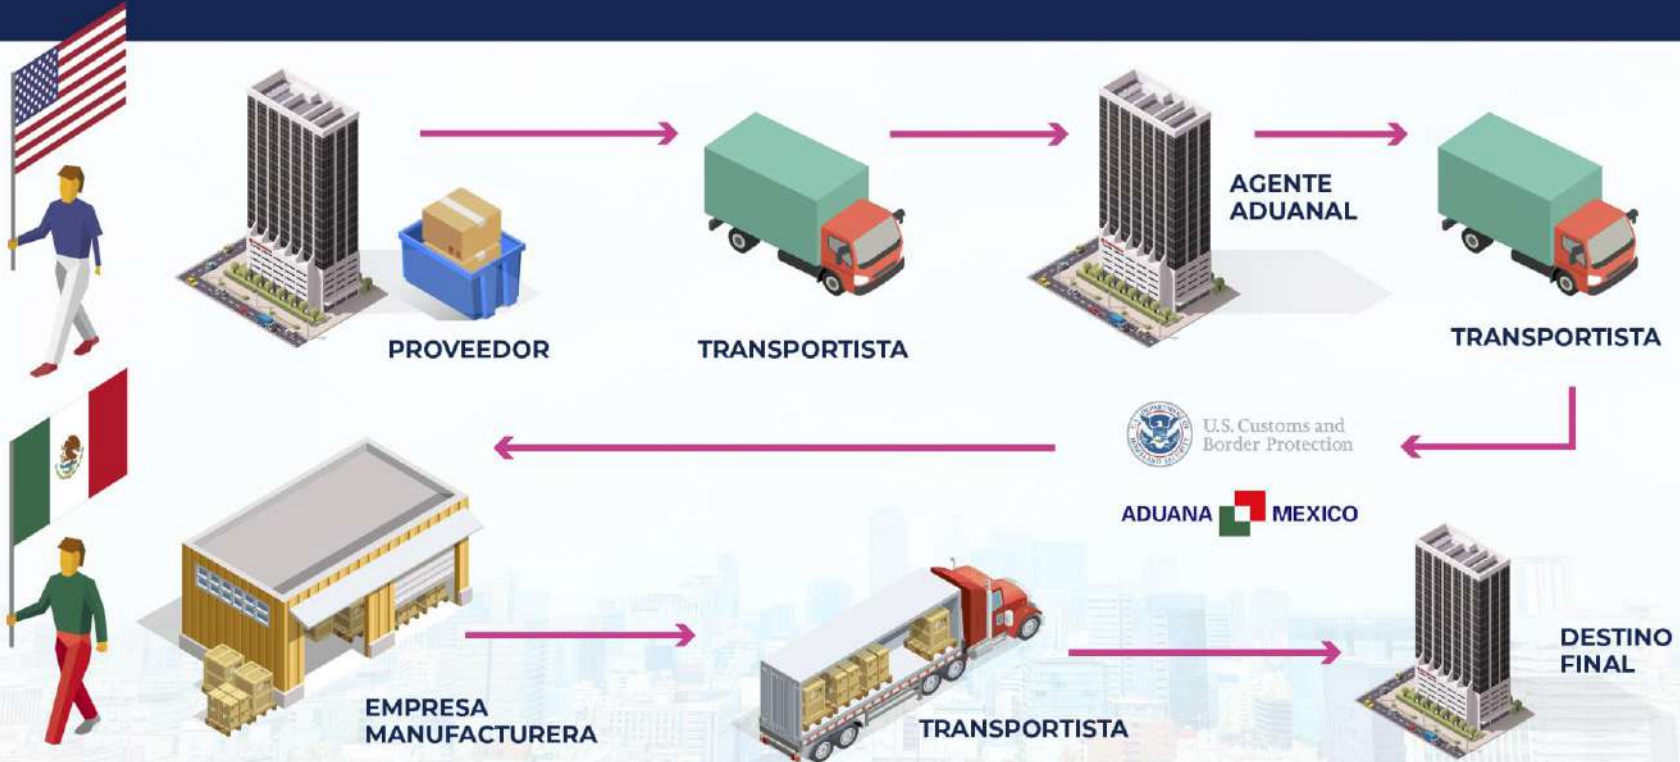 PROVEEDOR
TRANSPORTISTA
AGENTE
ADUANAL
TRANSPORTISTA
U.S. Customs and
Border Protection
ADUANA MEXICO
EMPRESA
MANUFACTURERA
TRANSPORTISTA
DESTINO
FINAL